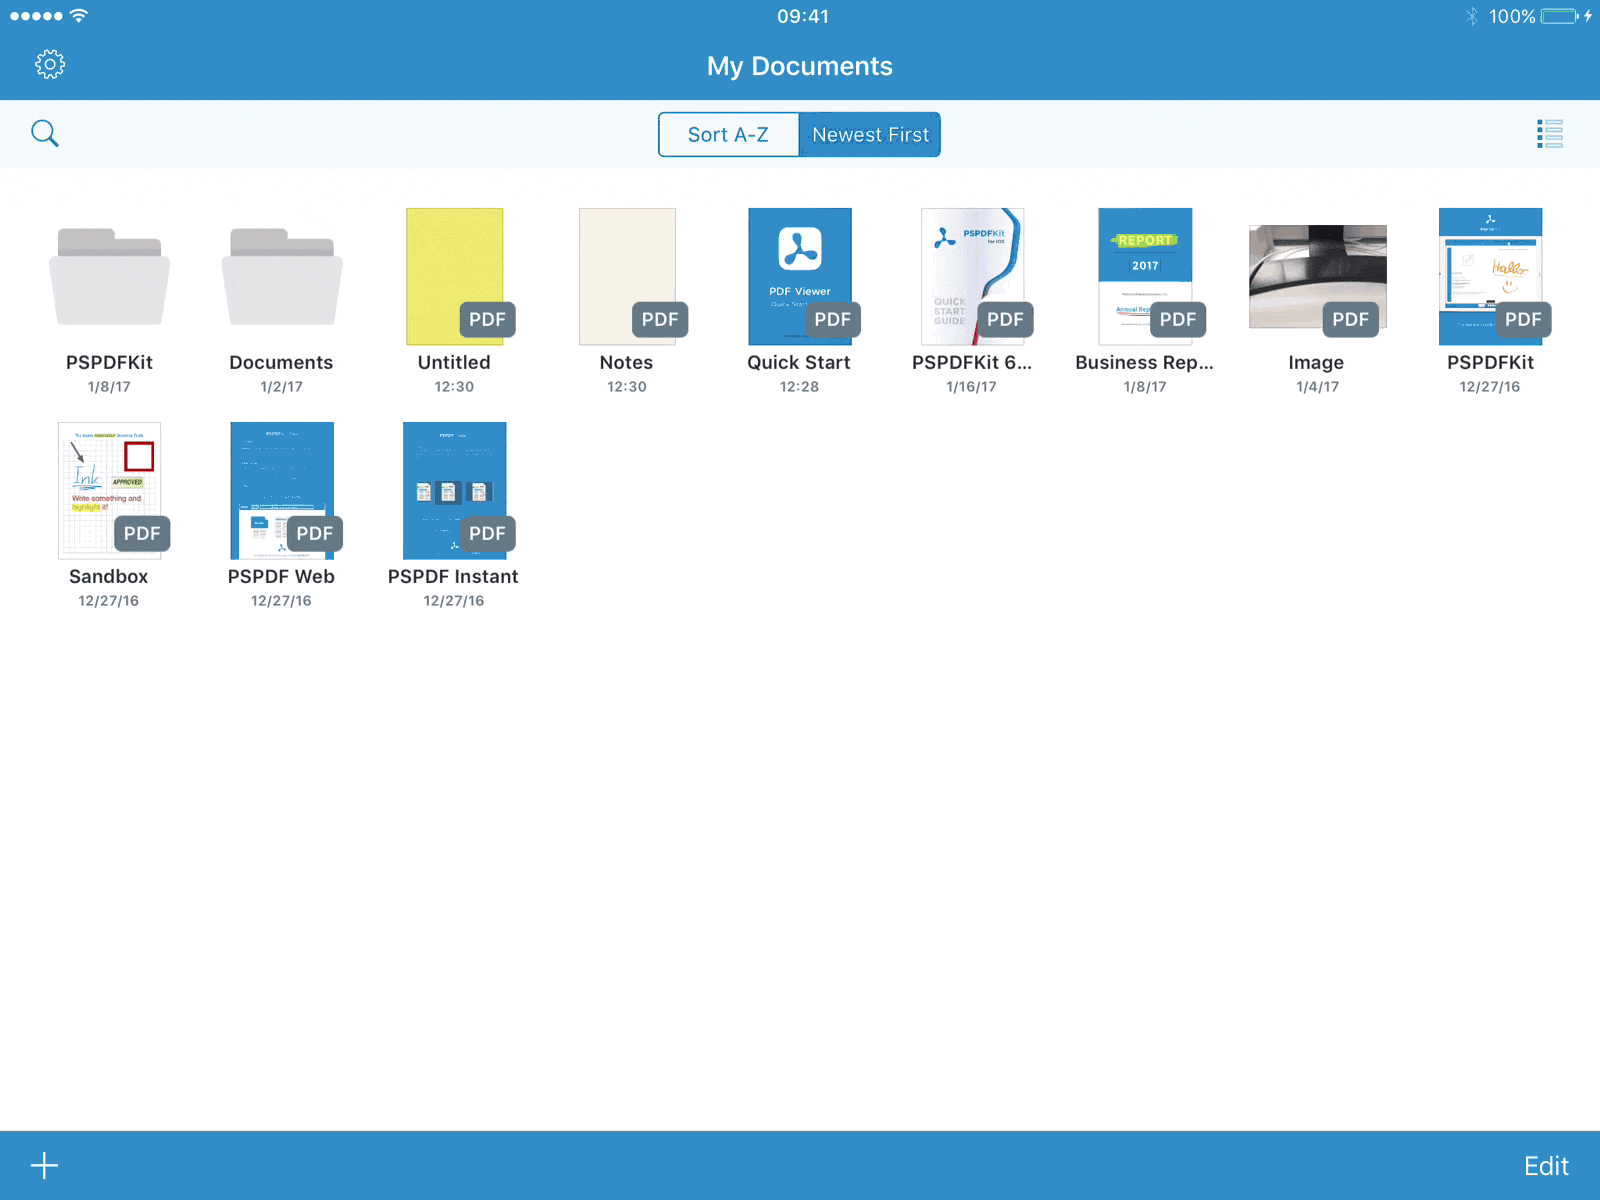 09:41
100%
My Documents
Sort A-Z
Newest First
PDF
PDF
PDF Viewer
PDF
PSPDFKit
for iOS
QUICK
START
GUIDE
PDF
REPORT
2017
PDF
PDF
Hello
PDF
PSPDFKit
Documents
Untitled
Notes
Quick Start
PSPDFKit 6...
Business Rep...
Image
PSPDFKit
1/8/17
1/2/17
12:30
12:30
12:28
1/16/17
1/8/17
1/4/17
12/27/16
Ink
APPROVED
Write something and
highlight it!
PDF
PDF
PDF
Sandbox
PSPDF Web
PSPDF Instant
12/27/16
12/27/16
12/27/16
Edit